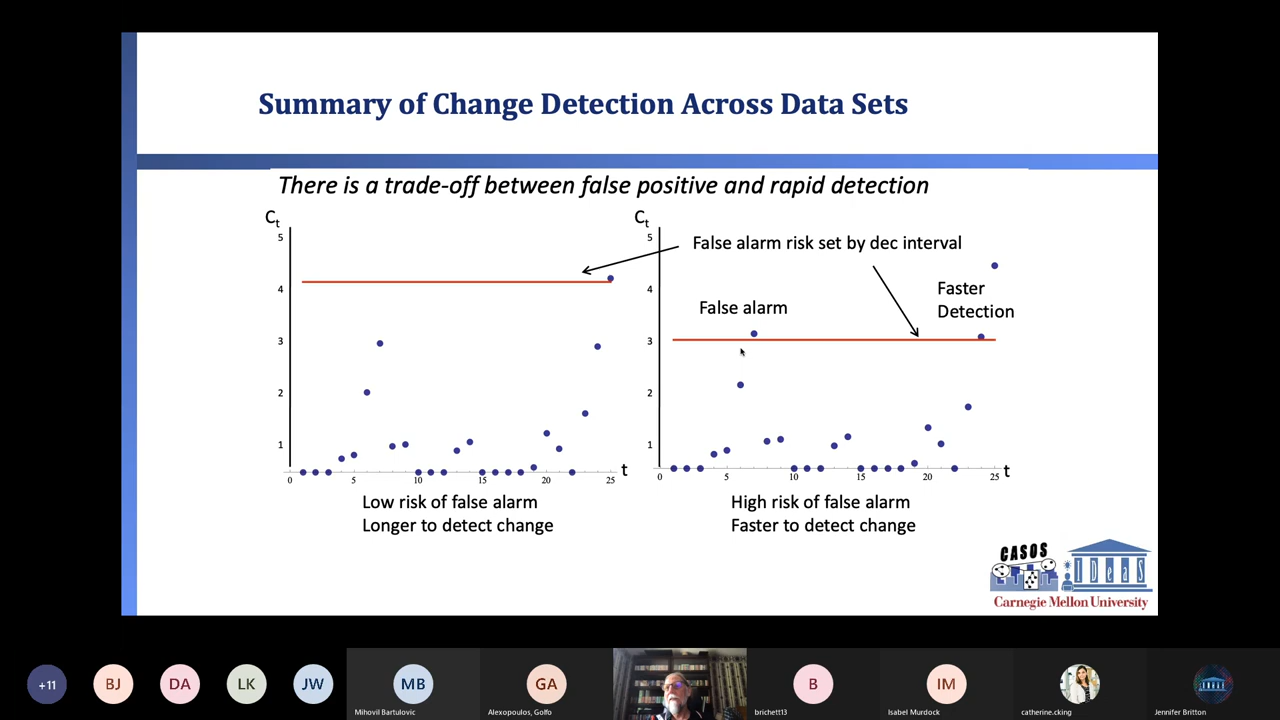 Summary of Change Detection Across Data Sets
There is a trade-off between false positive and rapid detection
Ct
5
4
3
2
1
0
5
10
15
20
25
t
Low risk of false alarm
Longer to detect change
Ct
5
4
3
2
1
0
5
10
15
20
25
t
False alarm risk set by dec interval
False alarm
Faster
Detection
High risk of false alarm
Faster to detect change
CASOS
IDeaS
Carnegie Mellon University
+11
BJ
DA
LK
JW
MB
Mihovil Bartulovic
GA
Alexopoulos, Golfo
B
brichett13
IM
Isabel Murdock
catherine.cking
Jennifer Britton